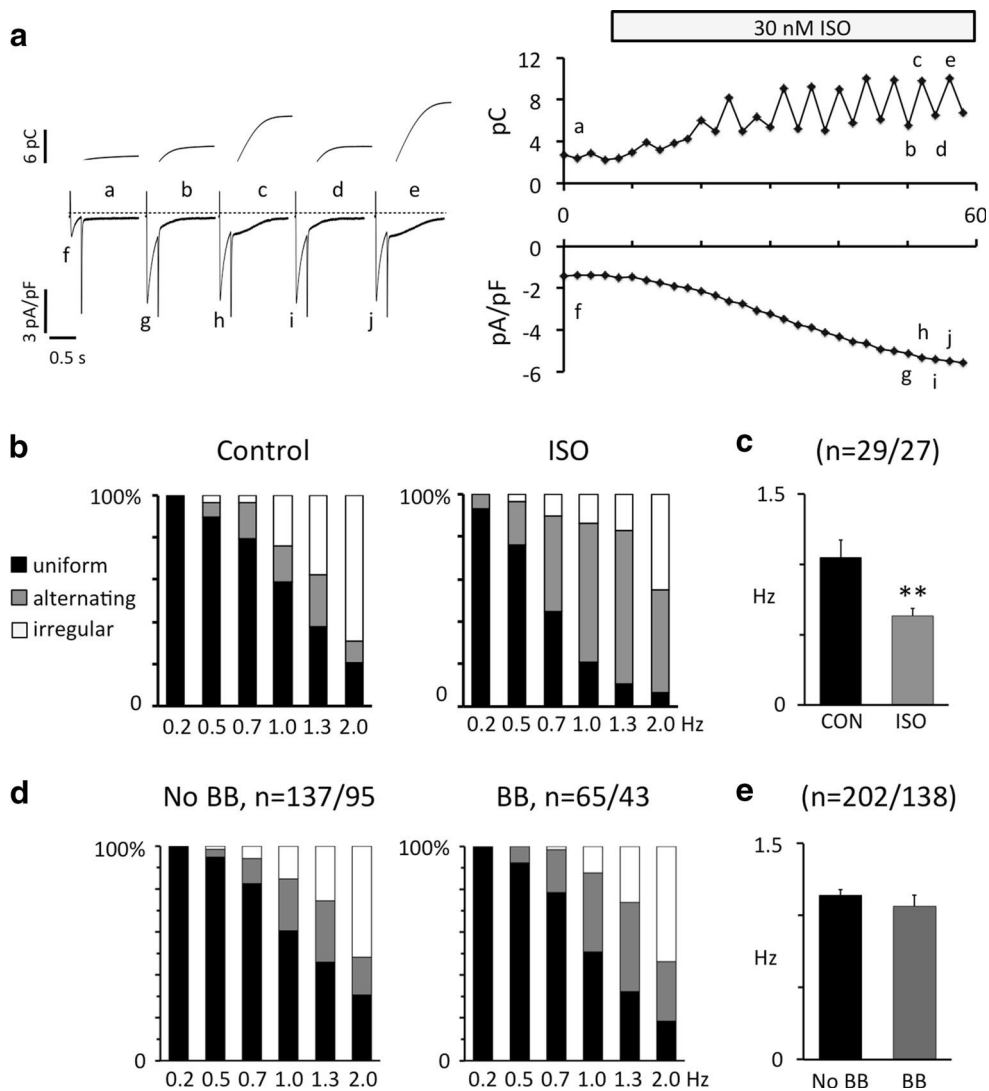 a
30 nM ISO
6 pC
a b c d e
f
g h i j
3 pA/pF
0.5 s
12
8
4
0
pC
a
c e
b d
0 60
0
-2
-4
-6
pA/pF
f
h j
g i
b
Control
ISO
100%
0
uniform
alternating
irregular
0.2 0.5 0.7 1.0 1.3 2.0
100%
0
0.2 0.5 0.7 1.0 1.3 2.0 Hz
c
(n=29/27)
1.5
Hz
**
0
CON ISO
d
No BB, n=137/95
BB, n=65/43
100%
0
0.2 0.5 0.7 1.0 1.3 2.0
100%
0
0.2 0.5 0.7 1.0 1.3 2.0
e
(n=202/138)
1.5
Hz
0
No BB BB